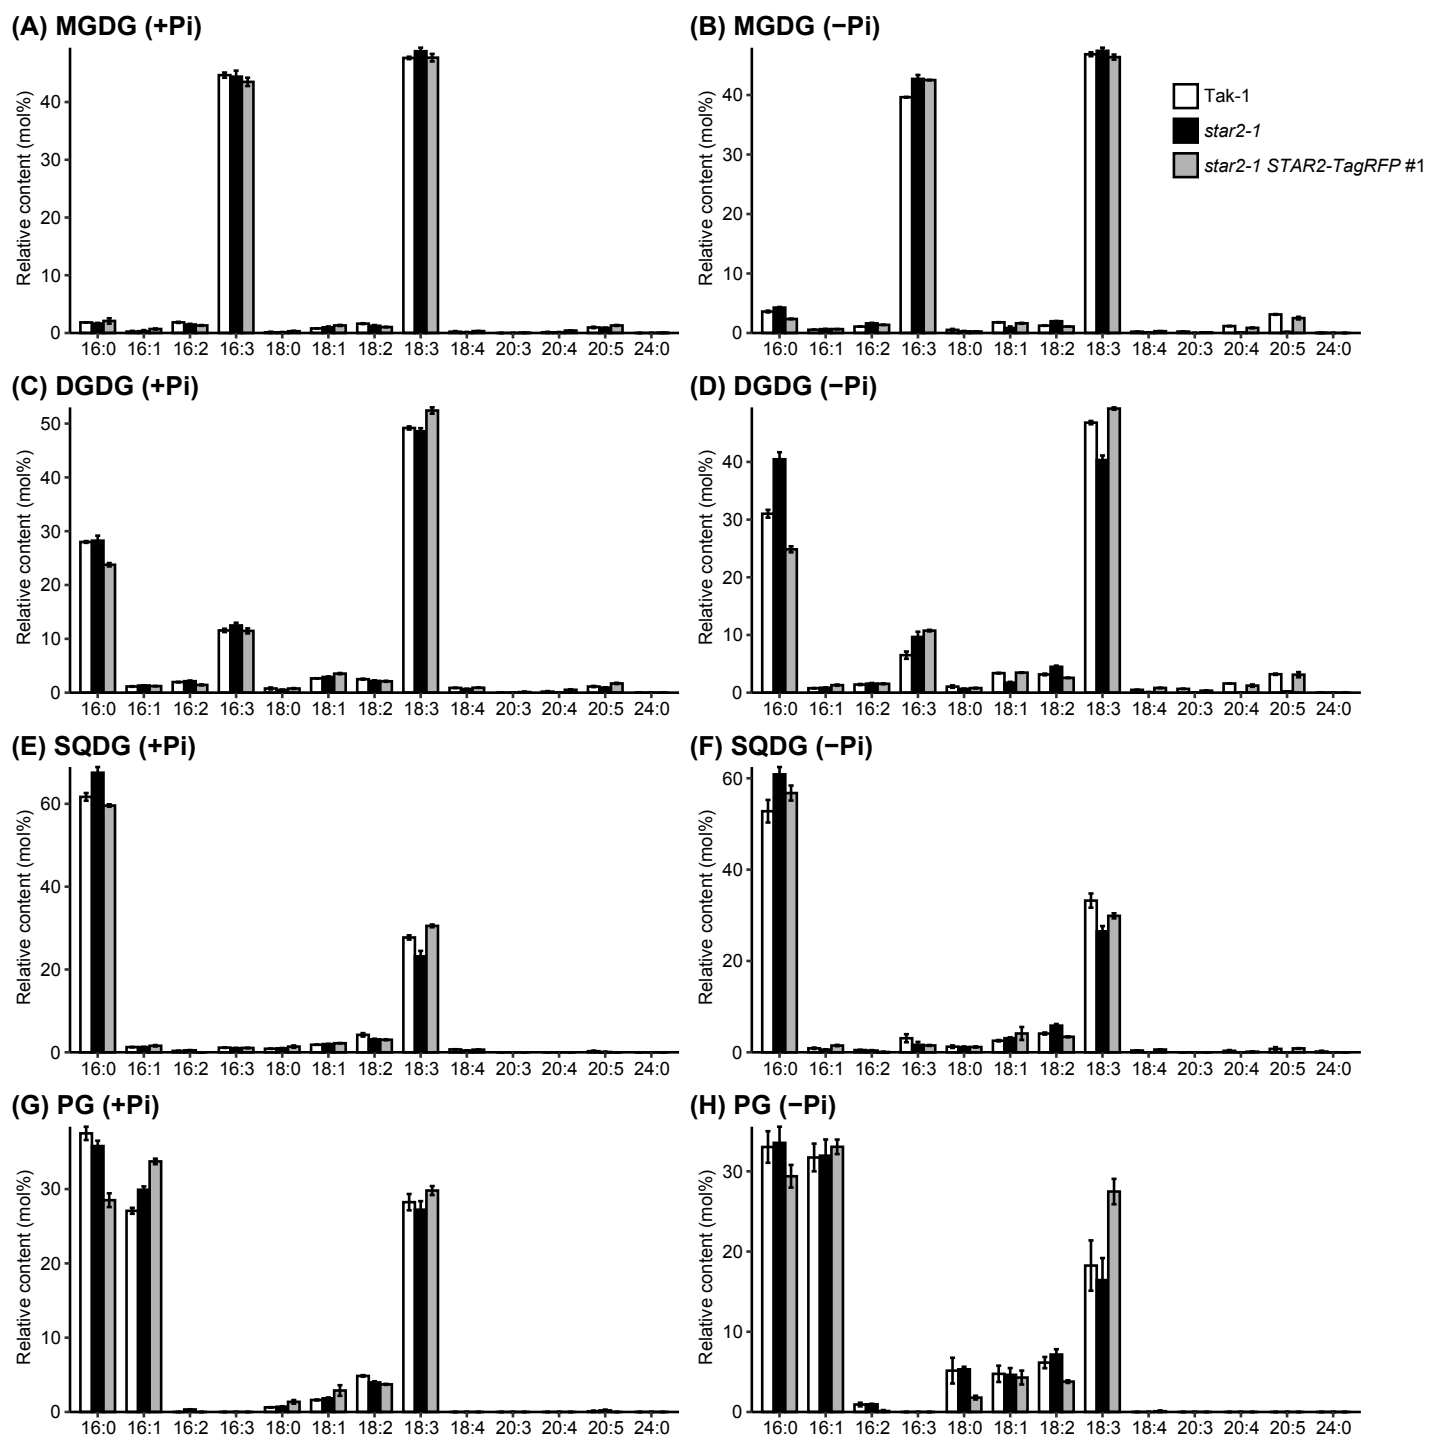 (A) MGDG (+Pi)
Relative content (mol%)
40
30
20
10
0
16:0 16:1 16:2 16:3 18:0 18:1 18:2 18:3 18:4 20:3 20:4 20:5 24:0
(B) MGDG (−Pi)
Relative content (mol%)
40
30
20
10
0
16:0 16:1 16:2 16:3 18:0 18:1 18:2 18:3 18:4 20:3 20:4 20:5 24:0
Tak-1
star2-1
star2-1 STAR2-TagRFP #1
(C) DGDG (+Pi)
Relative content (mol%)
50
40
30
20
10
0
16:0 16:1 16:2 16:3 18:0 18:1 18:2 18:3 18:4 20:3 20:4 20:5 24:0
(D) DGDG (−Pi)
Relative content (mol%)
40
30
20
10
0
16:0 16:1 16:2 16:3 18:0 18:1 18:2 18:3 18:4 20:3 20:4 20:5 24:0
(E) SQDG (+Pi)
Relative content (mol%)
60
40
20
0
16:0 16:1 16:2 16:3 18:0 18:1 18:2 18:3 18:4 20:3 20:4 20:5 24:0
(F) SQDG (−Pi)
Relative content (mol%)
60
40
20
0
16:0 16:1 16:2 16:3 18:0 18:1 18:2 18:3 18:4 20:3 20:4 20:5 24:0
(G) PG (+Pi)
Relative content (mol%)
30
20
10
0
16:0 16:1 16:2 16:3 18:0 18:1 18:2 18:3 18:4 20:3 20:4 20:5 24:0
(H) PG (−Pi)
Relative content (mol%)
30
20
10
0
16:0 16:1 16:2 16:3 18:0 18:1 18:2 18:3 18:4 20:3 20:4 20:5 24:0